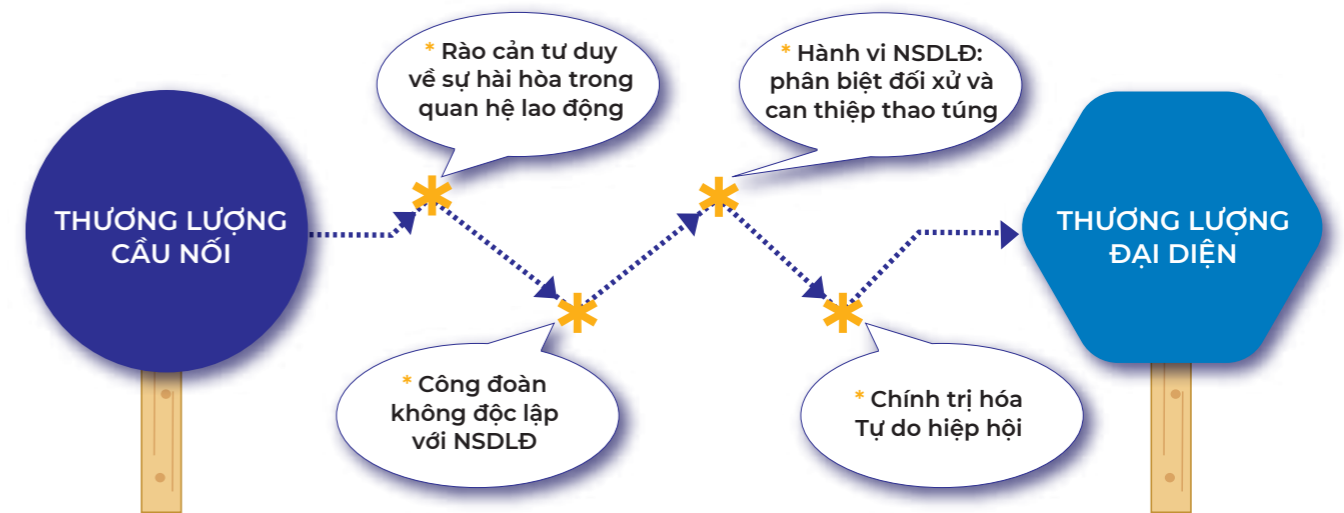 THƯƠNG LƯỢNG
CẦU NỐI
* Rào cản tư duy
về sự hài hòa trong
quan hệ lao động
* Công đoàn
không độc lập
với NSDLĐ
* Hành vi NSDLĐ:
phân biệt đối xử và
can thiệp thao túng
* Chính trị hóa
Tự do hiệp hội
THƯƠNG LƯỢNG
ĐẠI DIỆN